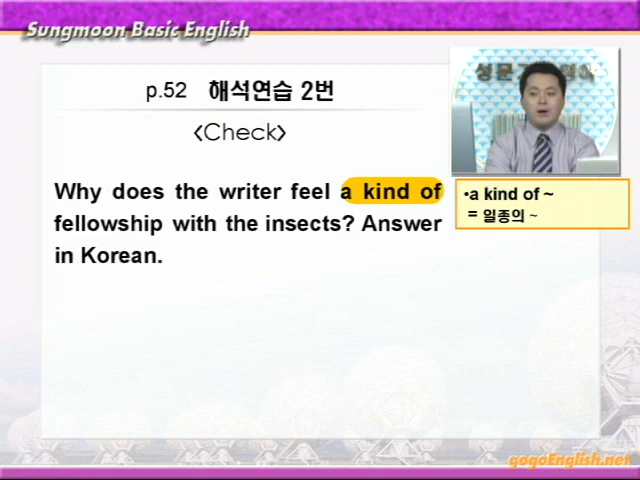 Sungmoon Basic English
p.52 해석연습 2번
<Check>
Why does the writer feel a kind of
fellowship with the insects? Answer
in Korean.
•a kind of ~
= 일종의 ~
gogoEnglish.net